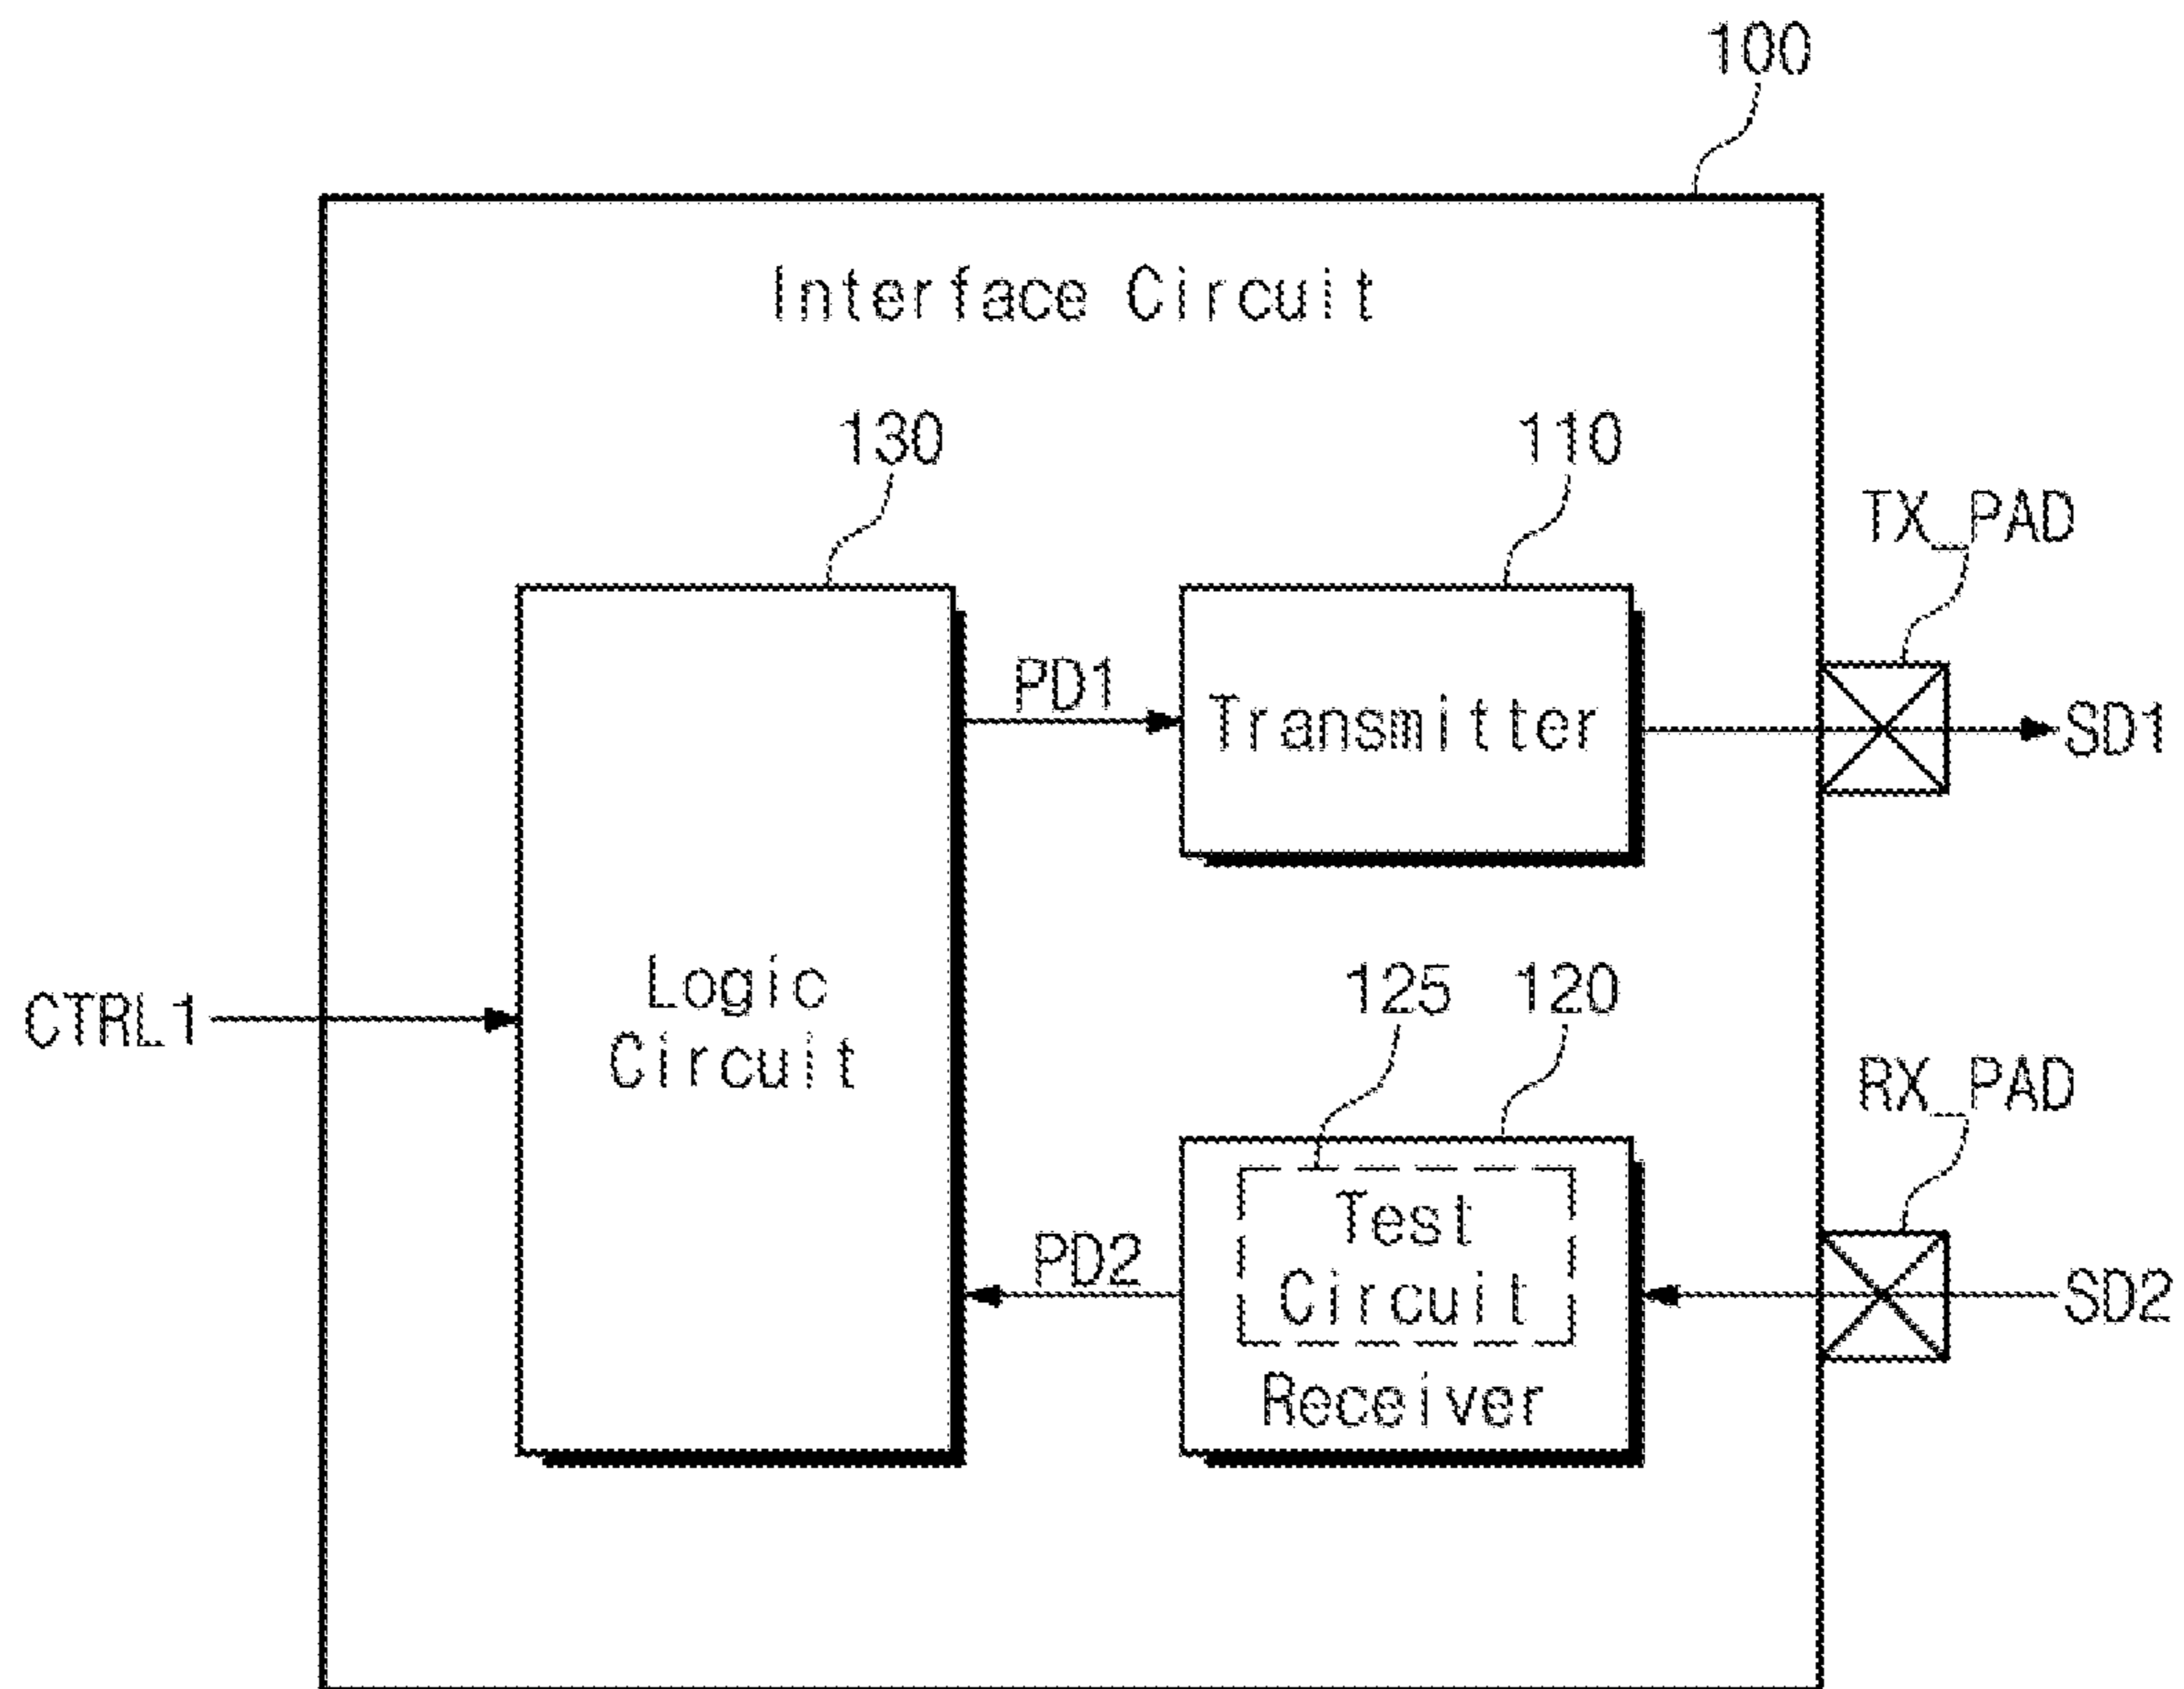 100
Interface Circuit
130
110
TX_PAD
PD1
Transmitter
SD1
Logic
Circuit
CTRL1
125
120
RX_PAD
Test
Circuit
PD2
SD2
Receiver